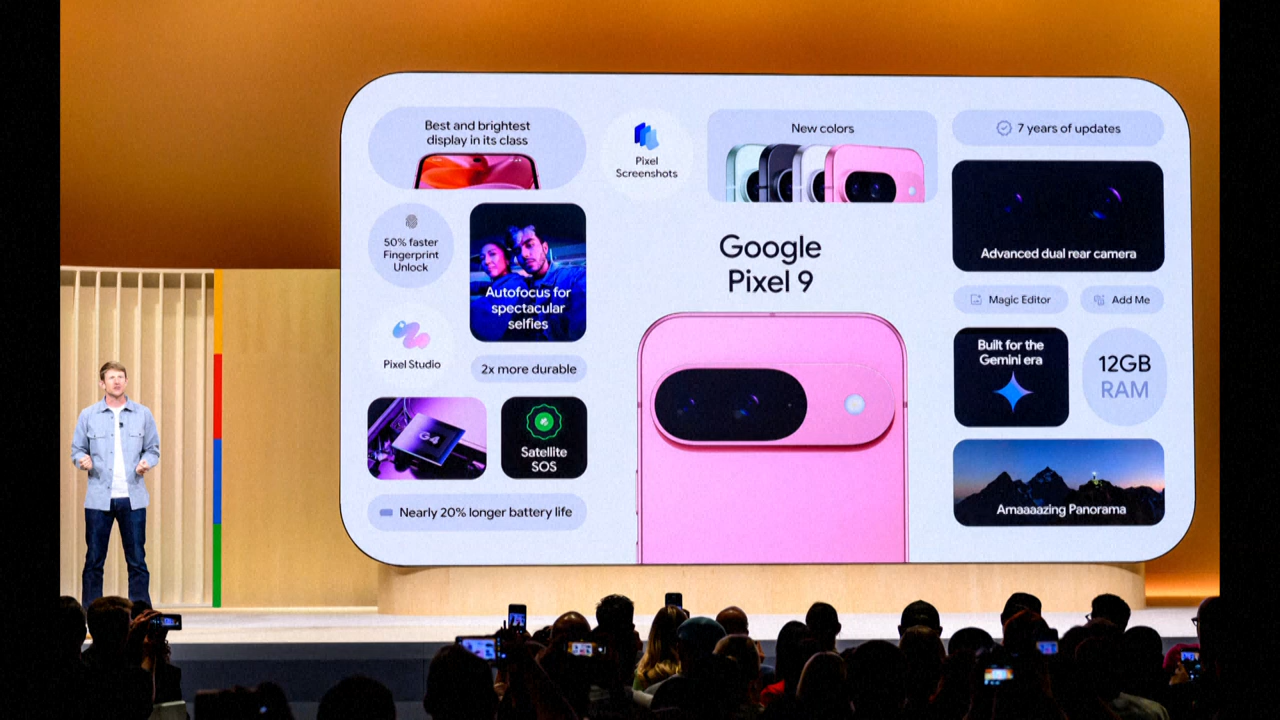 Best and brightest
display in its class
Pixel
Screenshots
New colors
7 years of updates
50% faster
Fingerprint
Unlock
Autofocus for
spectacular
selfies
Google
Pixel 9
Advanced dual rear camera
Magic Editor
Add Me
Pixel Studio
2x more durable
Built for the
Gemini era
12GB
RAM
G4
Satellite
SOS
Nearly 20% longer battery life
Amaaaazing Panorama